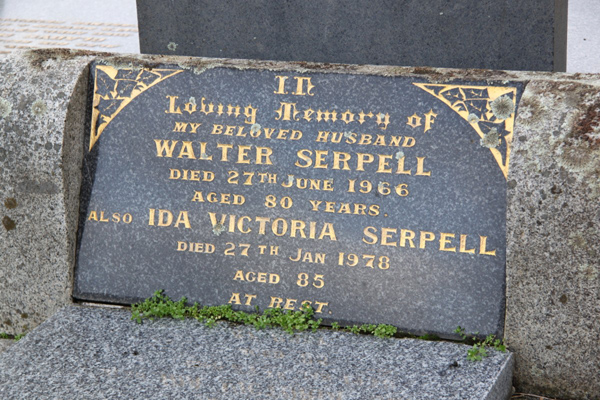 In
Loving Memory of
MY BELOVED HUSBAND
WALTER SERPELL
DIED 27TH JUNE 1966
AGED 80 YEARS.
ALSO IDA VICTORIA SERPELL
DIED 27TH JAN 1978
AGED 85
AT REST